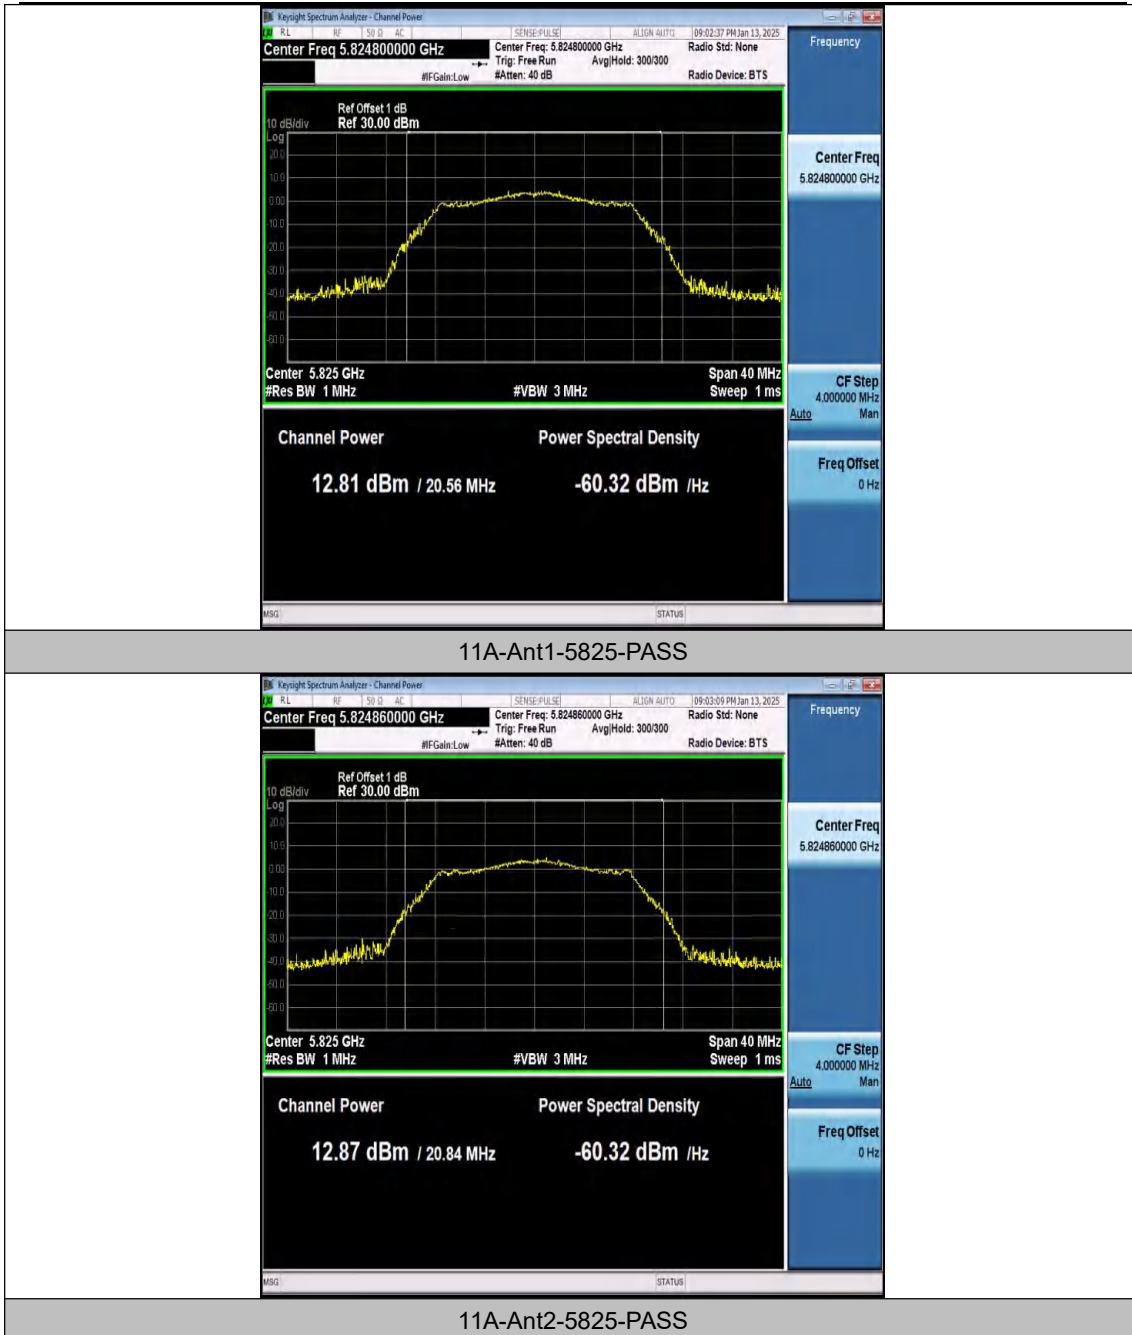 Keysight Spectrum Analyzer - Channel Power
RL RF 50 Ω AC SENSE:PULSE ALIGN AUTO 09:02:37 PM Jan 13, 2025
Center Freq 5.824800000 GHz
Center Freq: 5.824800000 GHz
Radio Std: None
Trig: Free Run Avg|Hold: 300/300
#IFGain:Low #Atten: 40 dB Radio Device: BTS
Frequency
Ref Offset 1 dB
10 dB/div Ref 30.00 dBm
Log
20.0
10.0
0.00
-10.0
-20.0
-30.0
-40.0
-50.0
-60.0
Center 5.825 GHz Span 40 MHz
#Res BW 1 MHz #VBW 3 MHz Sweep 1 ms
Center Freq
5.824800000 GHz
CF Step
4.000000 MHz
Auto Man
Freq Offset
0 Hz
Channel Power Power Spectral Density
12.81 dBm / 20.56 MHz -60.32 dBm /Hz
MSG STATUS
11A-Ant1-5825-PASS
Keysight Spectrum Analyzer - Channel Power
RL RF 50 Ω AC SENSE:PULSE ALIGN AUTO 09:03:09 PM Jan 13, 2025
Center Freq 5.824860000 GHz
Center Freq: 5.824860000 GHz
Radio Std: None
Trig: Free Run Avg|Hold: 300/300
#IFGain:Low #Atten: 40 dB Radio Device: BTS
Frequency
Ref Offset 1 dB
10 dB/div Ref 30.00 dBm
Log
20.0
10.0
0.00
-10.0
-20.0
-30.0
-40.0
-50.0
-60.0
Center 5.825 GHz Span 40 MHz
#Res BW 1 MHz #VBW 3 MHz Sweep 1 ms
Center Freq
5.824860000 GHz
CF Step
4.000000 MHz
Auto Man
Freq Offset
0 Hz
Channel Power Power Spectral Density
12.87 dBm / 20.84 MHz -60.32 dBm /Hz
MSG STATUS
11A-Ant2-5825-PASS